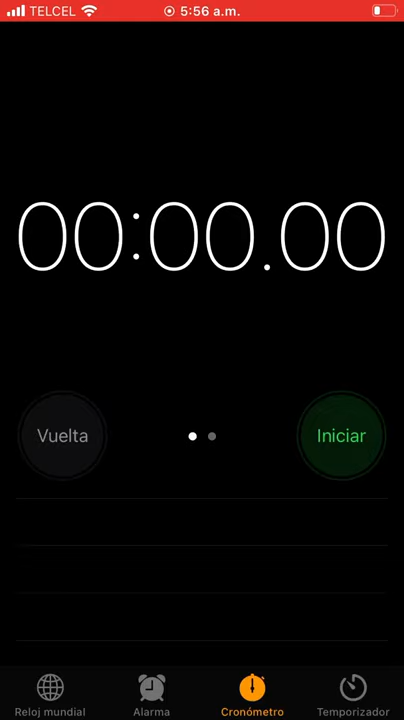 TELCEL 5:56 a.m.
00:00.00
Vuelta Iniciar
Reloj mundial Alarma Cronómetro Temporizador